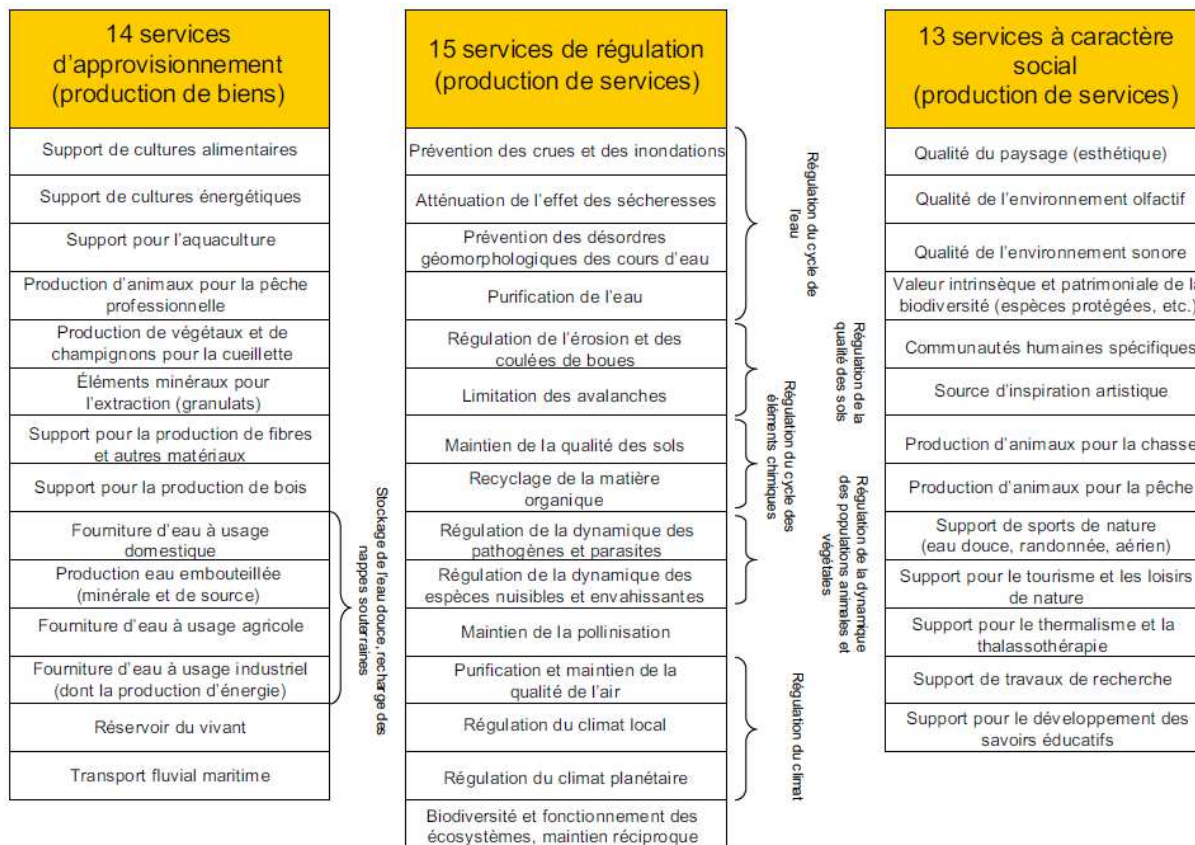 14 services
d'approvisionnement
(production de biens)
Support de cultures alimentaires
Support de cultures énergétiques
Support pour l'aquaculture
Production d'animaux pour la pêche
professionnelle
Production de végétaux et de
champignons pour la cueillette
Éléments minéraux pour
l'extraction (granulats)
Support pour la production de fibres
et autres matériaux
Support pour la production de bois
Fourniture d'eau à usage
domestique
Production eau embouteillée
(minérale et de source)
Fourniture d'eau à usage agricole
Fourniture d'eau à usage industriel
(dont la production d'énergie)
Réservoir du vivant
Transport fluvial maritime
Stockage de l'eau douce, recharge des
nappes souterraines
15 services de régulation
(production de services)
Prévention des crues et des inondations
Atténuation de l'effet des sécheresses
Prévention des désordres
géomorphologiques des cours d'eau
Purification de l'eau
Régulation de l'érosion et des
coulées de boues
Limitation des avalanches
Maintien de la qualité des sols
Recyclage de la matière
organique
Régulation de la dynamique des
pathogènes et parasites
Régulation de la dynamique des
espèces nuisibles et envahissantes
Maintien de la pollinisation
Purification et maintien de la
qualité de l'air
Régulation du climat local
Régulation du climat planétaire
Biodiversité et fonctionnement des
écosystèmes, maintien réciproque
Régulation du cycle de
l'eau
Régulation de la
qualité des sols
Régulation du cycle des
éléments chimiques
Régulation de la dynamique
des populations animales et
végétales
Régulation du climat
13 services à caractère
social
(production de services)
Qualité du paysage (esthétique)
Qualité de l'environnement olfactif
Qualité de l'environnement sonore
Valeur intrinsèque et patrimoniale de la
biodiversité (espèces protégées, etc.)
Communautés humaines spécifiques
Source d'inspiration artistique
Production d'animaux pour la chasse
Production d'animaux pour la pêche
Support de sports de nature
(eau douce, randonnée, aérien)
Support pour le tourisme et les loisirs
de nature
Support pour le thermalisme et la
thalassothérapie
Support de travaux de recherche
Support pour le développement des
savoirs éducatifs